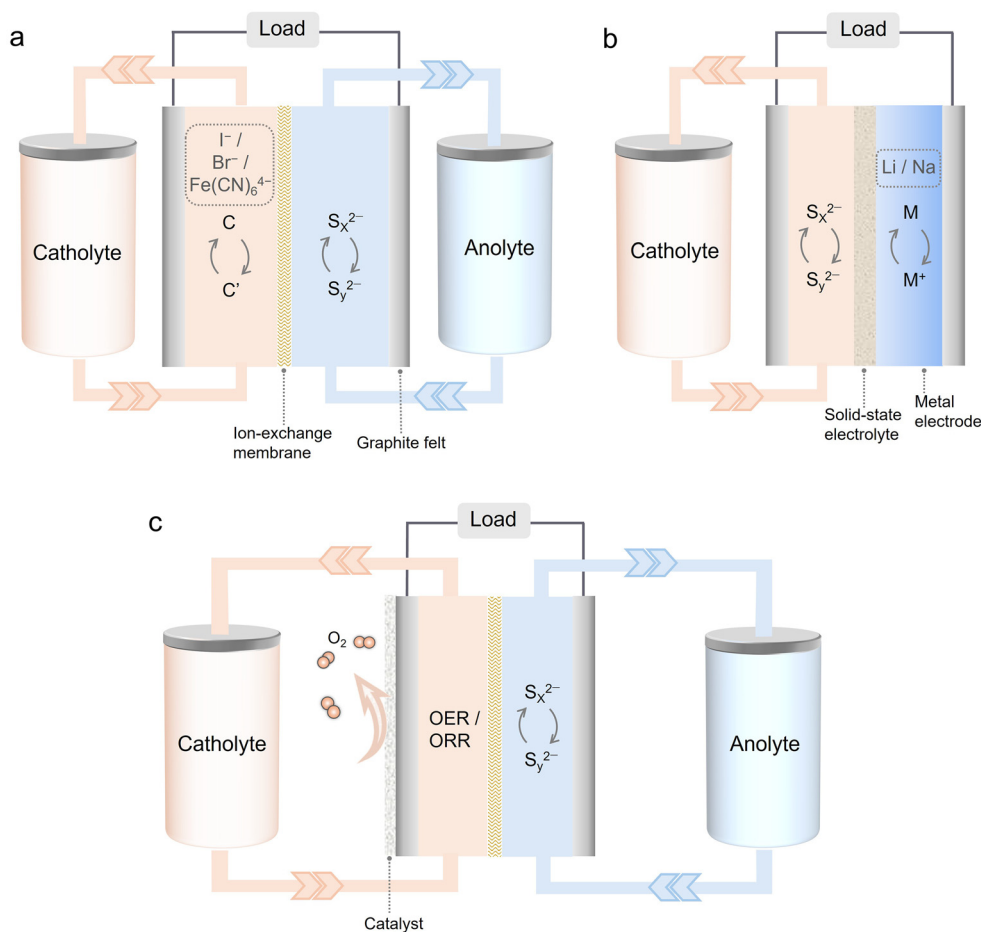 a
Load
I⁻ /
Br⁻ /
Fe(CN)₆⁴⁻
C
C'
Sₓ²⁻
Sᵧ²⁻
Catholyte
Anolyte
Ion-exchange
membrane
Graphite felt
b
Load
Li / Na
Sₓ²⁻
Sᵧ²⁻
M
M⁺
Catholyte
Solid-state
electrolyte
Metal
electrode
c
Load
O₂
OER /
ORR
Sₓ²⁻
Sᵧ²⁻
Catholyte
Anolyte
Catalyst